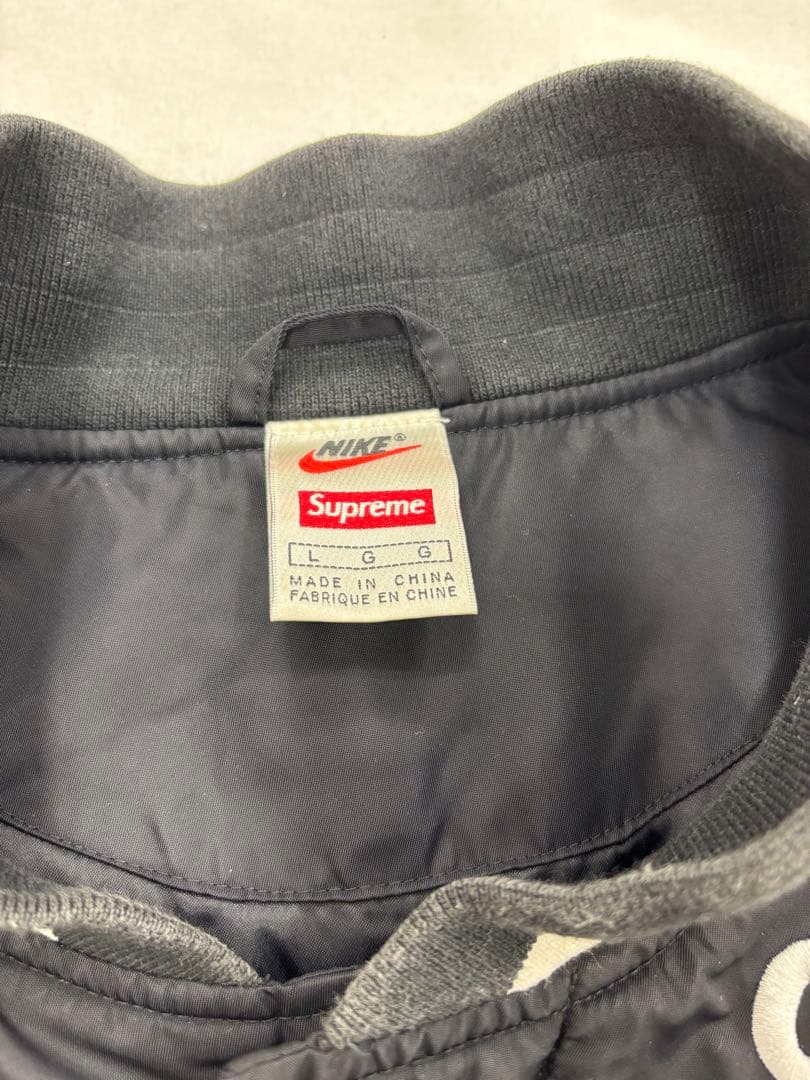 NIKE®
Supreme
L G G
MADE IN CHINA
FABRIQUE EN CHINE